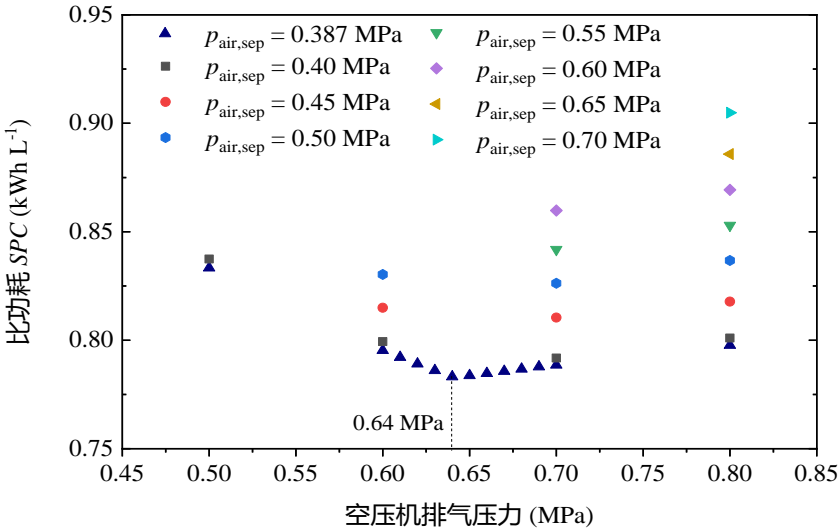 0.95
0.90
0.85
0.80
0.75
比功耗 SPC (kWh L⁻¹)
p_air,sep = 0.387 MPa
p_air,sep = 0.40 MPa
p_air,sep = 0.45 MPa
p_air,sep = 0.50 MPa
p_air,sep = 0.55 MPa
p_air,sep = 0.60 MPa
p_air,sep = 0.65 MPa
p_air,sep = 0.70 MPa
0.64 MPa
0.45 0.50 0.55 0.60 0.65 0.70 0.75 0.80 0.85
空压机排气压力 (MPa)